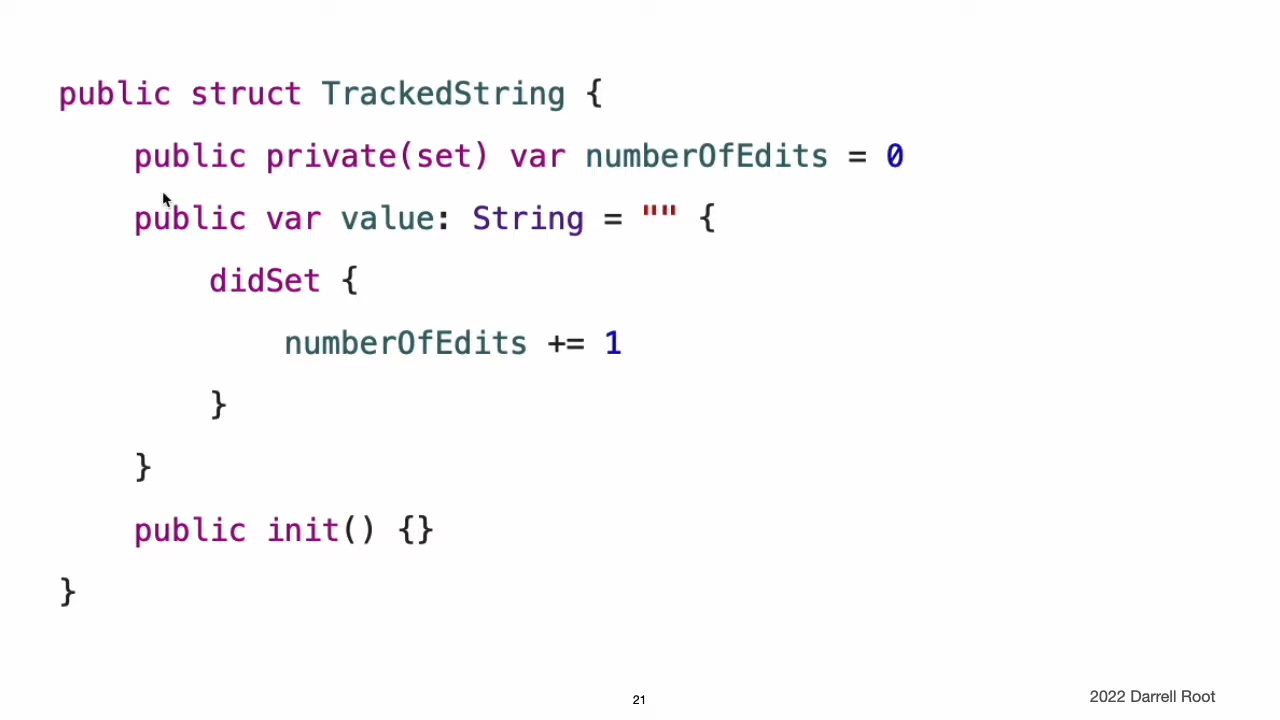 public struct TrackedString {
    public private(set) var numberOfEdits = 0
    public var value: String = "" {
        didSet {
            numberOfEdits += 1
        }
    }
    public init() {}
}
21
2022 Darrell Root